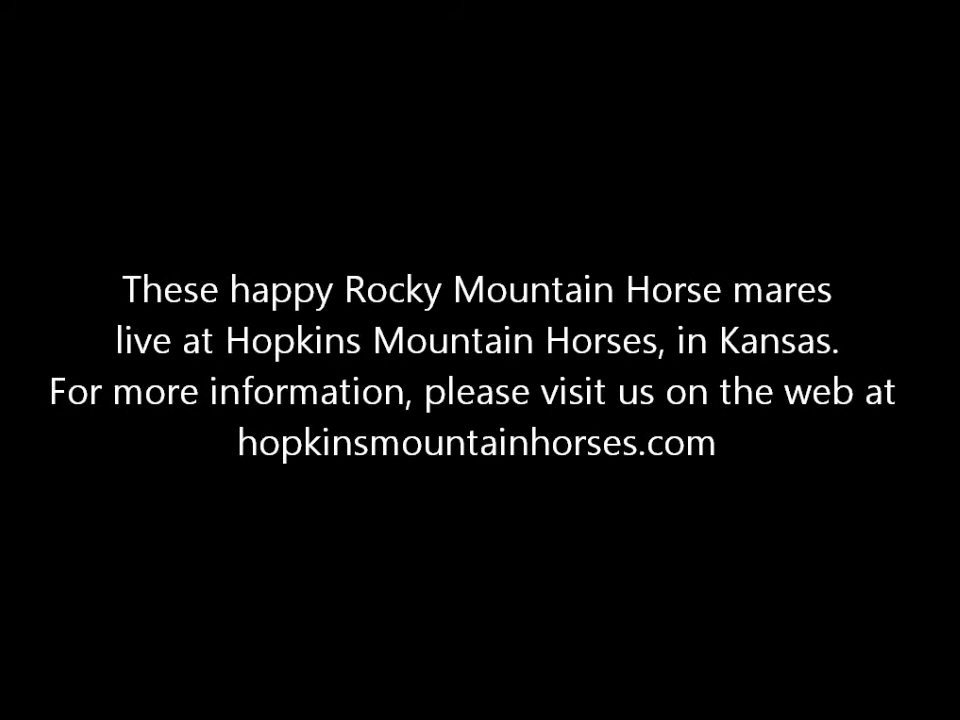 These happy Rocky Mountain Horse mares
live at Hopkins Mountain Horses, in Kansas.
For more information, please visit us on the web at
hopkinsmountainhorses.com